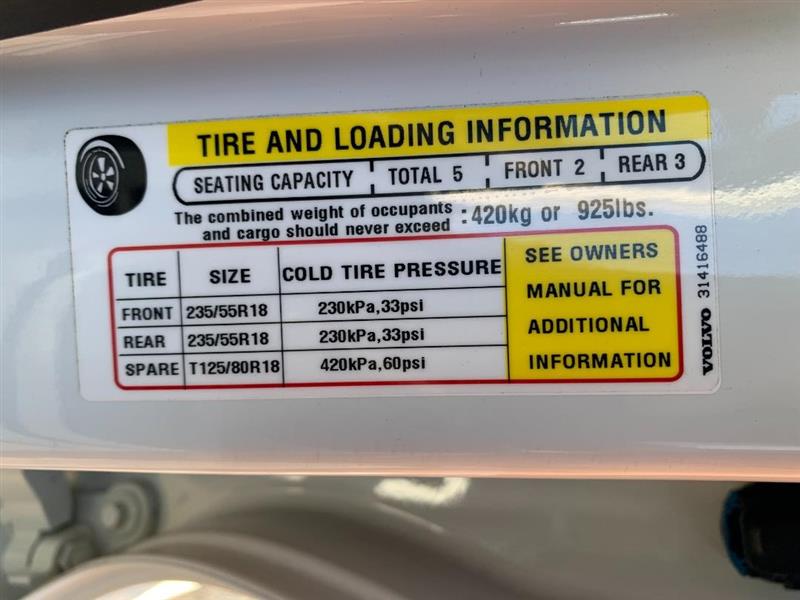 TIRE AND LOADING INFORMATION
SEATING CAPACITY TOTAL 5 FRONT 2 REAR 3
The combined weight of occupants
and cargo should never exceed : 420kg or 925lbs.
TIRE SIZE COLD TIRE PRESSURE
FRONT 235/55R18 230kPa,33psi
REAR 235/55R18 230kPa,33psi
SPARE T125/80R18 420kPa,60psi
SEE OWNERS
MANUAL FOR
ADDITIONAL
INFORMATION
VOLVO 31416488